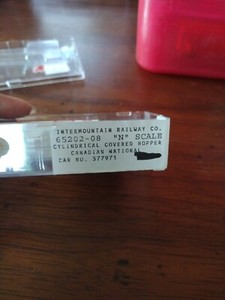 INTERMOUNTAIN RAILWAY CO.
65202-08 "N" SCALE
CYLINDRICAL COVERED HOPPER
CANADIAN NATIONAL
CAR NO. 377971